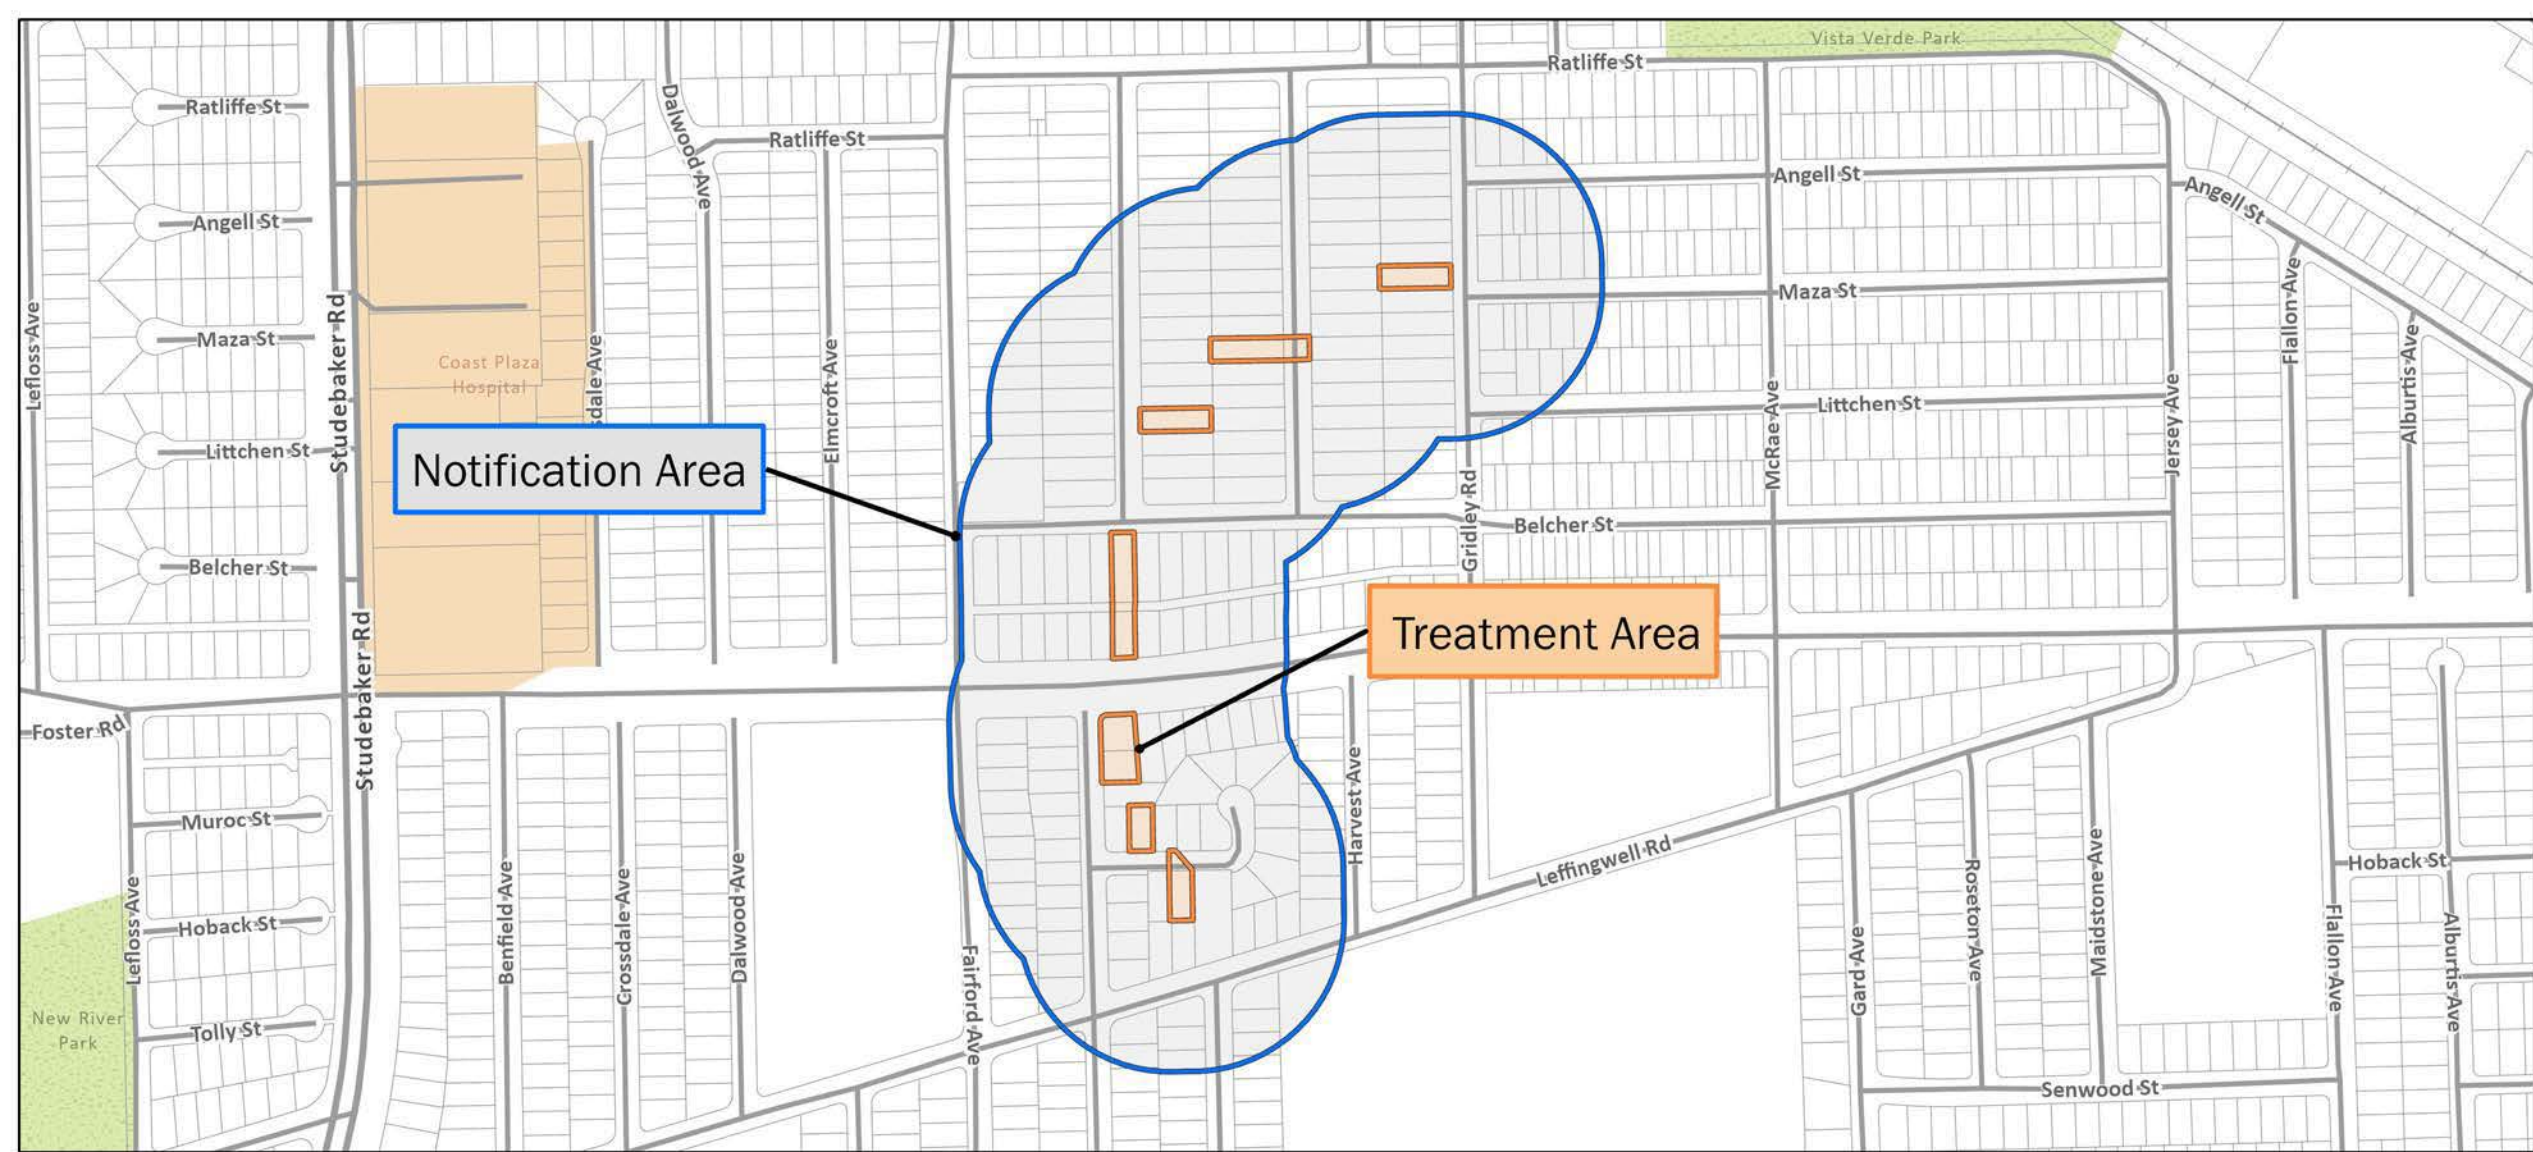 Vista Verde Park
Ratliffe St
Ratliffe St
Dalwood Ave
Ratliffe St
Angell St
Angell St
Angell St
Maza St
Maza St
Lefloss Ave
Studebaker Rd
Coast Plaza
Hospital
sdale Ave
Elmcroft Ave
Fallon Ave
Alburtis Ave
Littchen St
McRae Ave
Jersey Ave
Littchen St
Notification Area
Gridley Rd
Belcher St
Belcher St
Treatment Area
Studebaker Rd
Foster Rd
Harvest Ave
Muroc St
Leffingwell Rd
Hoback St
Lefloss Ave
Benfield Ave
Crossdale Ave
Dalwood Ave
Fairford Ave
Gard Ave
Roseton Ave
Maidstone Ave
Flallon Ave
Alburtis Ave
Hoback St
New River
Park
Tolly St
Senwood St